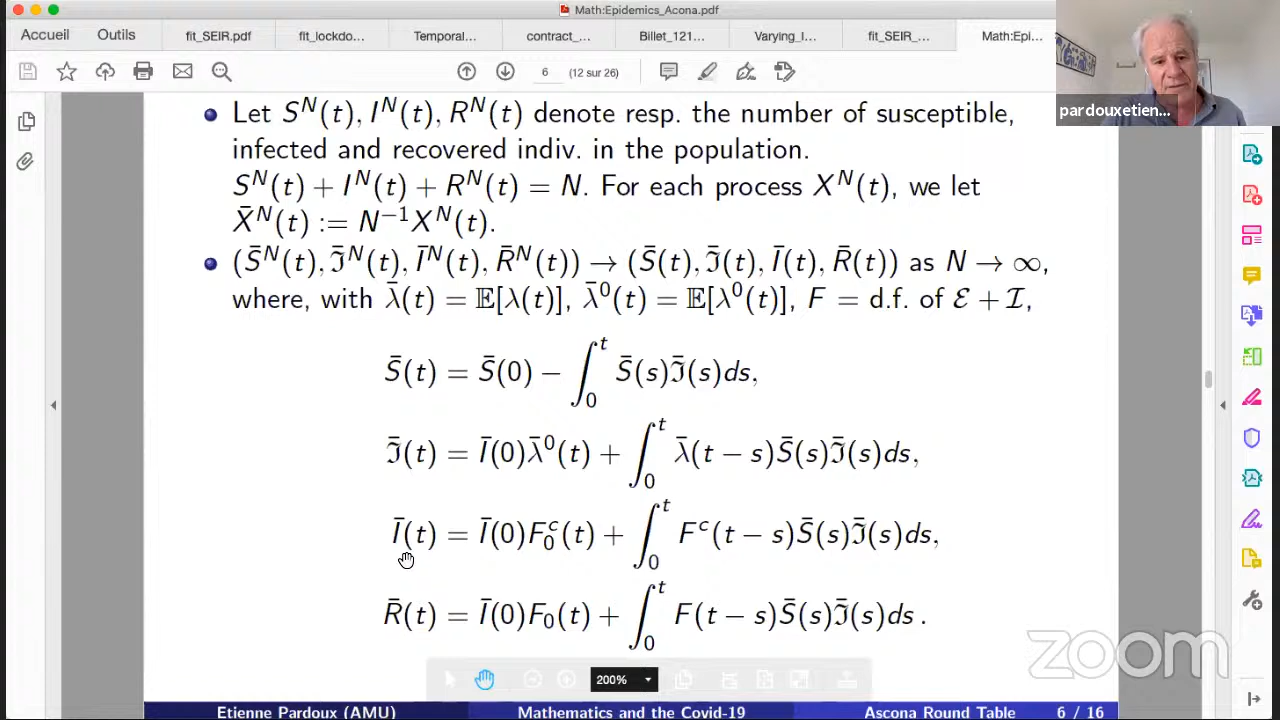 Math:Epidemics_Acona.pdf
Accueil Outils fit_SEIR.pdf fit_lockdo... Temporal... contract_... Billet_121... Varying_I... fit_SEIR_... Math:Epi...
6 (12 sur 26)
pardouxetien...
• Let S^N(t), I^N(t), R^N(t) denote resp. the number of susceptible,
infected and recovered indiv. in the population.
S^N(t) + I^N(t) + R^N(t) = N. For each process X^N(t), we let
X̄^N(t) := N^{-1}X^N(t).
• (S̄^N(t), ℑ̄^N(t), Ī^N(t), R̄^N(t)) → (S̄(t), ℑ̄(t), Ī(t), R̄(t)) as N → ∞,
where, with λ̄(t) = 𝔼[λ(t)], λ̄^0(t) = 𝔼[λ^0(t)], F = d.f. of ℰ + ℐ,
S̄(t) = S̄(0) − ∫_0^t S̄(s)ℑ̄(s)ds,
ℑ̄(t) = Ī(0)λ̄^0(t) + ∫_0^t λ̄(t − s)S̄(s)ℑ̄(s)ds,
Ī(t) = Ī(0)F_0^c(t) + ∫_0^t F^c(t − s)S̄(s)ℑ̄(s)ds,
R̄(t) = Ī(0)F_0(t) + ∫_0^t F(t − s)S̄(s)ℑ̄(s)ds .
zoom
200%
Etienne Pardoux (AMU) Mathematics and the Covid-19 Ascona Round Table 6 / 16